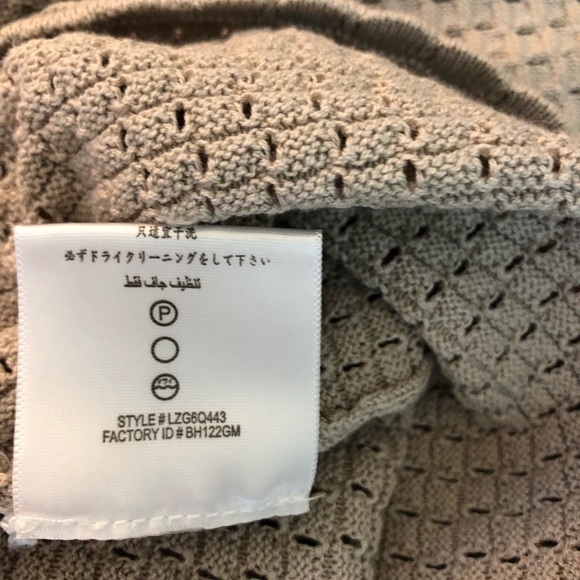 只适宜干洗
必ずドライクリーニングをして下さい
تنظيف جاف فقط
P
STYLE # LZG6Q443
FACTORY ID # BH122GM